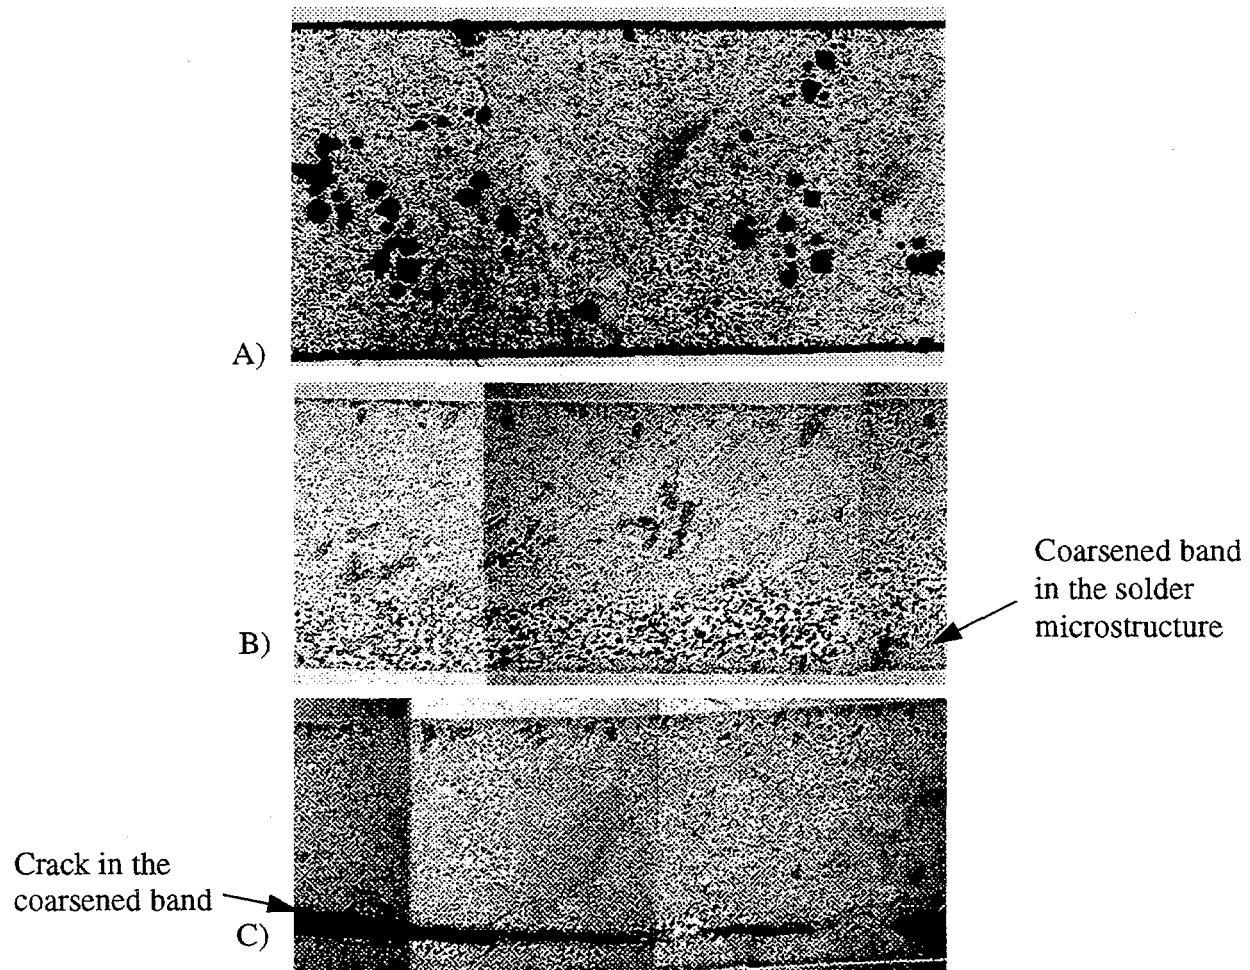 A)
Coarsened band
in the solder
microstructure
B)
Crack in the
coarsened band
C)